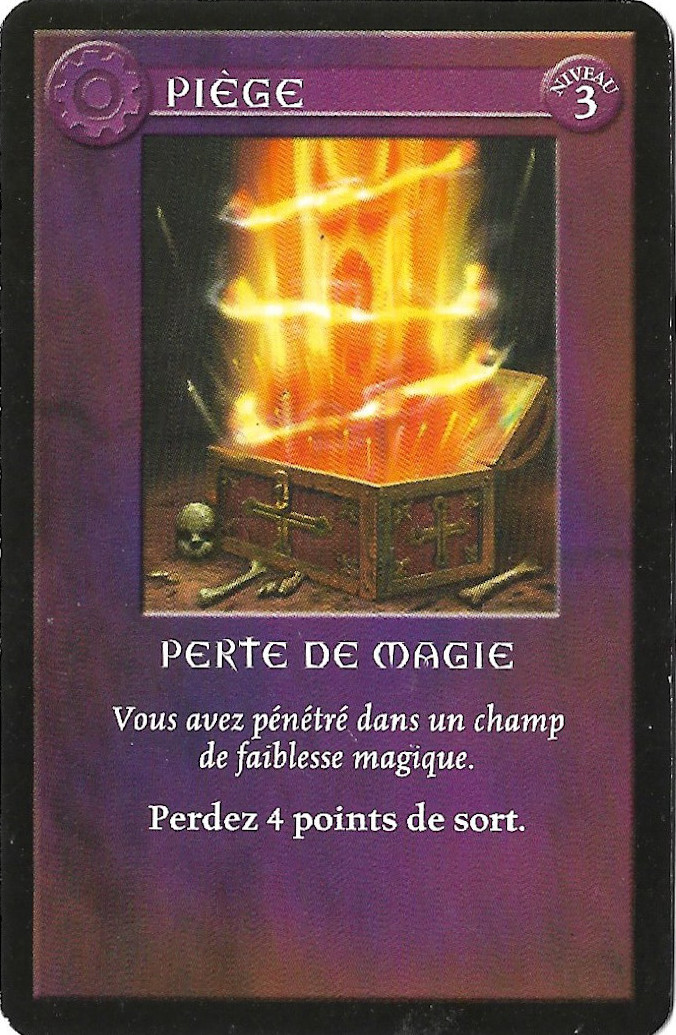 PIÈGE
NIVEAU
3
PERTE DE MAGIE
Vous avez pénétré dans un champ
de faiblesse magique.
Perdez 4 points de sort.